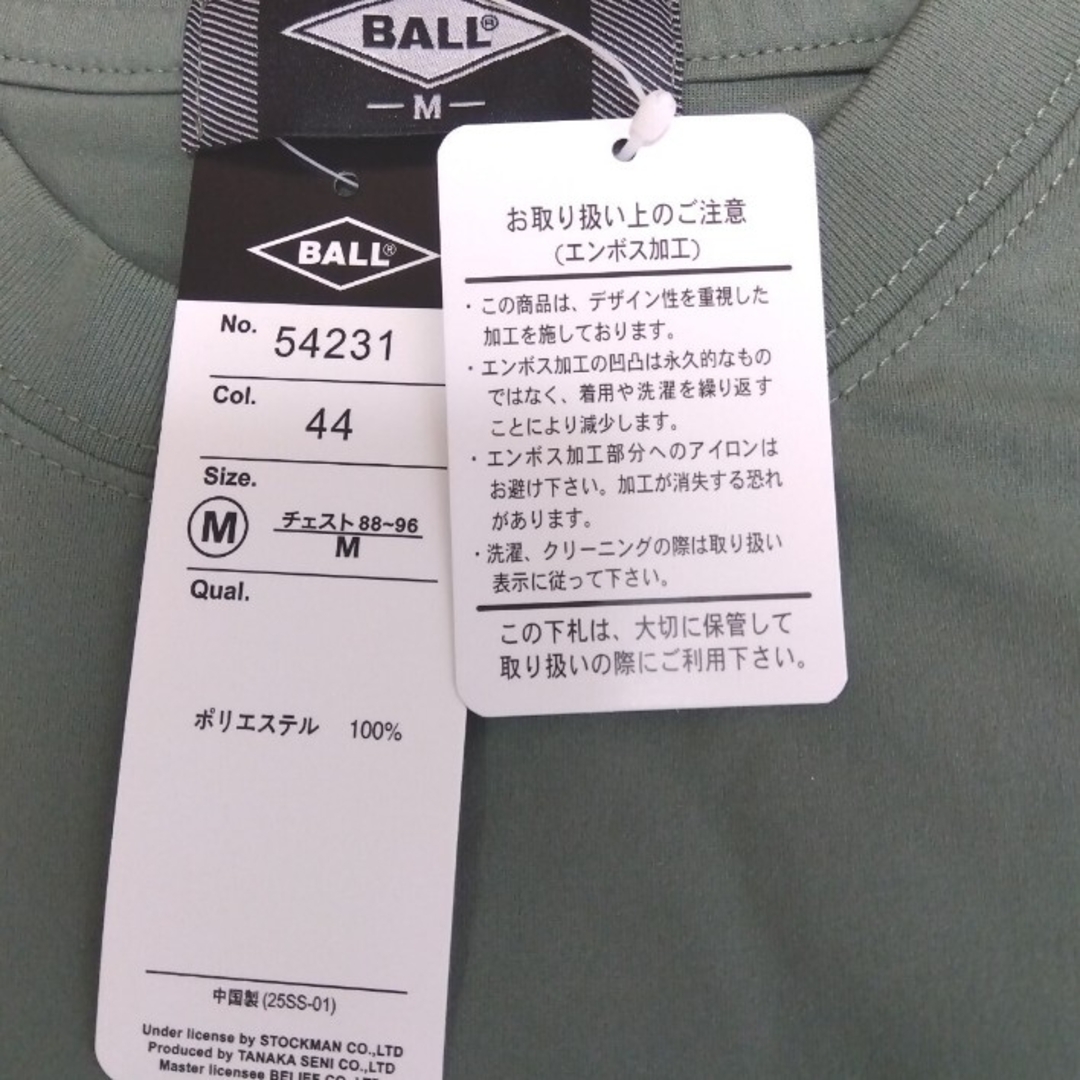 BALL®
M
BALL®
No. 54231
Col.
44
Size.
M チェスト 88~96
M
Qual.
ポリエステル 100%
中国製 (25SS-01)
Under license by STOCKMAN CO.,LTD
Produced by TANAKA SENI CO.,LTD
Master licensee BELIEF CO.,LTD
お取り扱い上のご注意
(エンボス加工)
・この商品は、デザイン性を重視した
加工を施しております。
・エンボス加工の凹凸は永久的なもの
ではなく、着用や洗濯を繰り返す
ことにより減少します。
・エンボス加工部分へのアイロンは
お避け下さい。加工が消失する恐れ
があります。
・洗濯、クリーニングの際は取り扱い
表示に従って下さい。
この下札は、大切に保管して
取り扱いの際にご利用下さい。